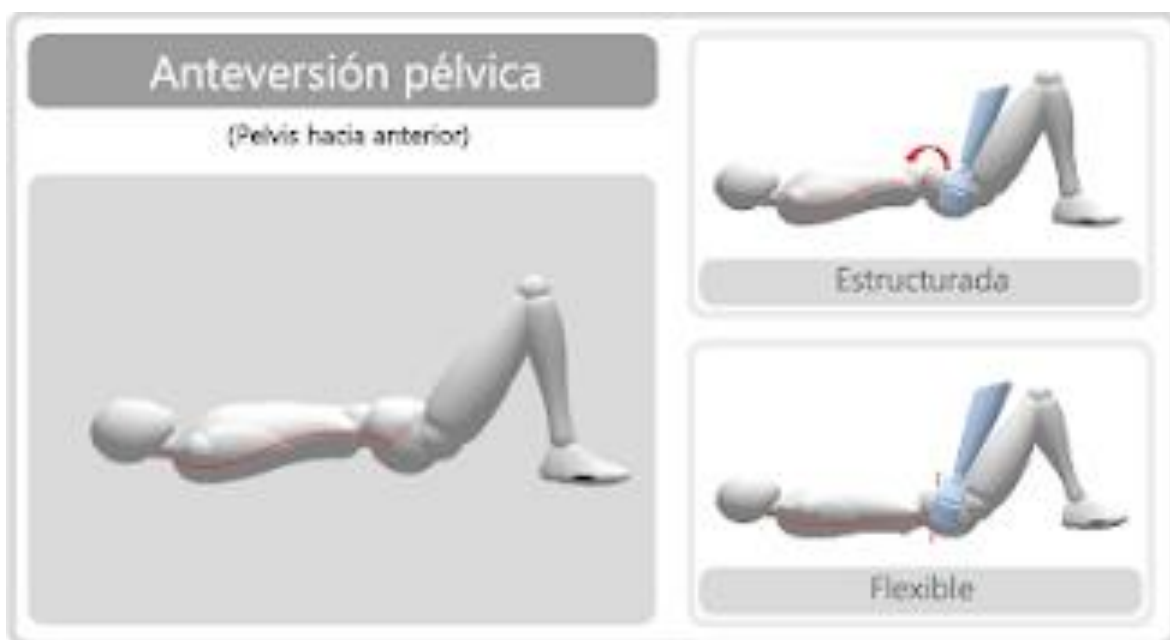 Anteversión pélvica
(Pelvis hacia anterior)
Estructurada
Flexible